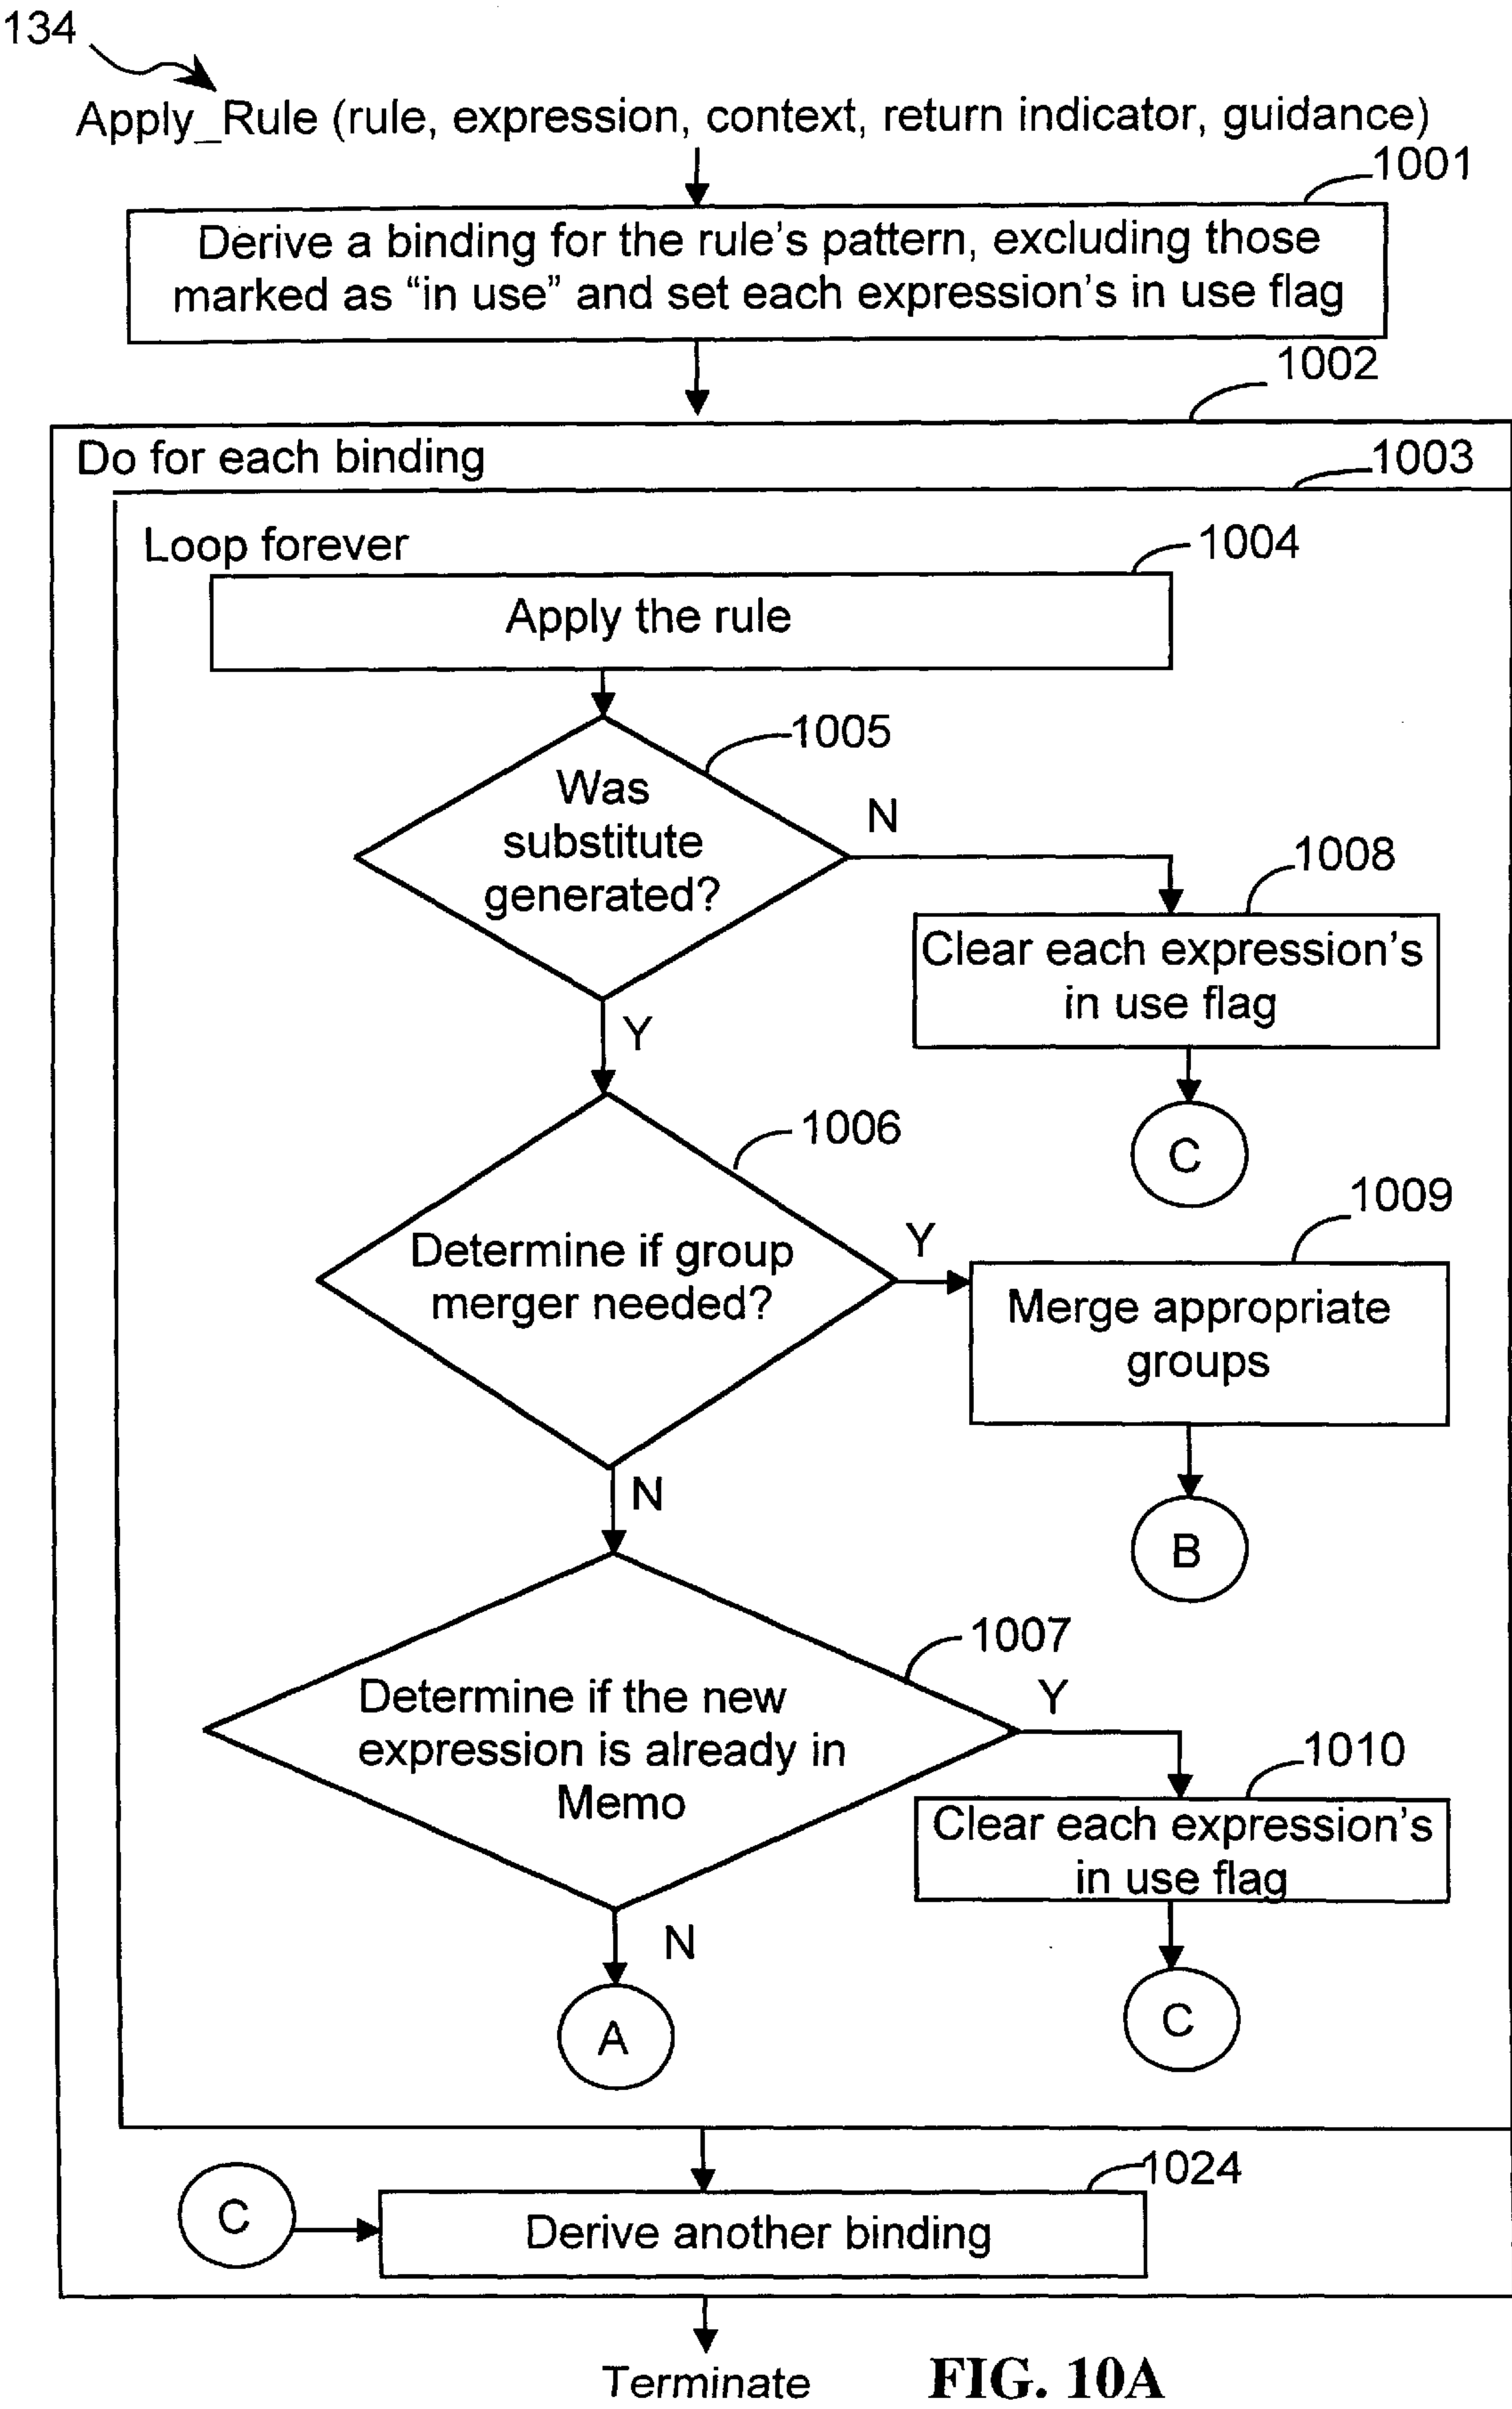 134
Apply_Rule (rule, expression, context, return indicator, guidance)
1001
Derive a binding for the rule's pattern, excluding those
marked as “in use” and set each expression's in use flag
1002
Do for each binding
1003
Loop forever
1004
Apply the rule
1005
Was
substitute
generated?
N
1008
Clear each expression's
in use flag
Y
C
1006
1009
Determine if group
merger needed?
Y
Merge appropriate
groups
N
B
1007
Determine if the new
expression is already in
Memo
Y
1010
Clear each expression's
in use flag
N
A
C
1024
C
Derive another binding
Terminate
FIG. 10A